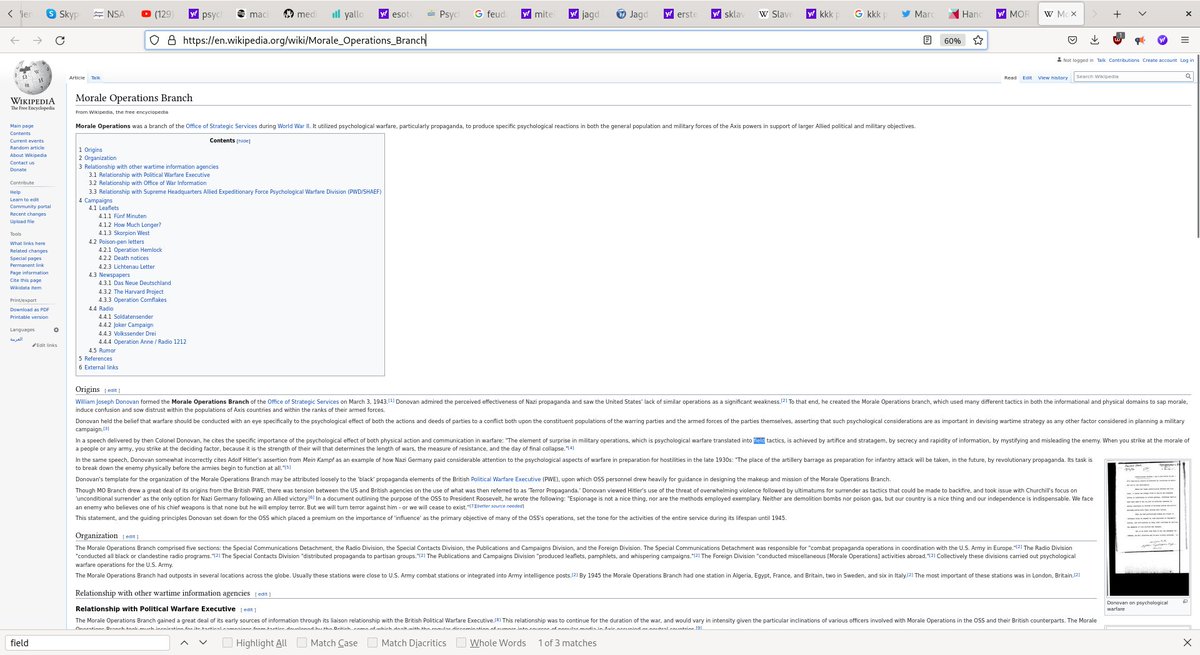 ien
Skyp
NSA
(129)
psyc
mac
med
yallo
esot
Psyc
feud
mite
jagd
Jagd
erste
sklav
Slave
kkk p
kkk p
Marc
Hand
MOR
Mo
https://en.wikipedia.org/wiki/Morale_Operations_Branch
60%
WIKIPEDIA
The Free Encyclopedia
Main page
Contents
Current events
Random article
About Wikipedia
Contact us
Donate
Contribute
Help
Learn to edit
Community portal
Recent changes
Upload file
Tools
What links here
Related changes
Special pages
Permanent link
Page information
Cite this page
Wikidata item
Print/export
Download as PDF
Printable version
Languages
العربية
Edit links
Not logged in Talk Contributions Create account Log in
Article Talk
Read Edit View history
Search Wikipedia
Morale Operations Branch
From Wikipedia, the free encyclopedia
Morale Operations was a branch of the Office of Strategic Services during World War II. It utilized psychological warfare, particularly propaganda, to produce specific psychological reactions in both the general population and military forces of the Axis powers in support of larger Allied political and military objectives.
Contents [hide]
1 Origins
2 Organization
3 Relationship with other wartime information agencies
3.1 Relationship with Political Warfare Executive
3.2 Relationship with Office of War Information
3.3 Relationship with Supreme Headquarters Allied Expeditionary Force Psychological Warfare Division (PWD/SHAEF)
4 Campaigns
4.1 Leaflets
4.1.1 Fünf Minuten
4.1.2 How Much Longer?
4.1.3 Skorpion West
4.2 Poison-pen letters
4.2.1 Operation Hemlock
4.2.2 Death notices
4.2.3 Lichtenau Letter
4.3 Newspapers
4.3.1 Das Neue Deutschland
4.3.2 The Harvard Project
4.3.3 Operation Cornflakes
4.4 Radio
4.4.1 Soldatensender
4.4.2 Joker Campaign
4.4.3 Volkssender Drei
4.4.4 Operation Anne / Radio 1212
4.5 Rumor
5 References
6 External links
Origins [ edit ]
William Joseph Donovan formed the Morale Operations Branch of the Office of Strategic Services on March 3, 1943.[1] Donovan admired the perceived effectiveness of Nazi propaganda and saw the United States' lack of similar operations as a significant weakness.[2] To that end, he created the Morale Operations branch, which used many different tactics in both the informational and physical domains to sap morale,
induce confusion and sow distrust within the populations of Axis countries and within the ranks of their armed forces.
Donovan held the belief that warfare should be conducted with an eye specifically to the psychological effect of both the actions and deeds of parties to a conflict both upon the constituent populations of the warring parties and the armed forces of the parties themselves, asserting that such psychological considerations are as important in devising wartime strategy as any other factor considered in planning a military
campaign.[3]
In a speech delivered by then Colonel Donovan, he cites the specific importance of the psychological effect of both physical action and communication in warfare: "The element of surprise in military operations, which is psychological warfare translated into field tactics, is achieved by artifice and stratagem, by secrecy and rapidity of information, by mystifying and misleading the enemy. When you strike at the morale of
a people or any army, you strike at the deciding factor, because it is the strength of their will that determines the length of wars, the measure of resistance, and the day of final collapse."[4]
In the same speech, Donovan somewhat incorrectly cites Adolf Hitler's assertion from Mein Kampf as an example of how Nazi Germany paid considerable attention to the psychological aspects of warfare in preparation for hostilities in the late 1930s: "The place of the artillery barrage as preparation for infantry attack will be taken, in the future, by revolutionary propaganda. Its task is
to break down the enemy physically before the armies begin to function at all."[5]
Donovan's template for the organization of the Morale Operations Branch may be attributed loosely to the 'black' propaganda elements of the British Political Warfare Executive (PWE), upon which OSS personnel drew heavily for guidance in designing the makeup and mission of the Morale Operations Branch.
Though MO Branch drew a great deal of its origins from the British PWE, there was tension between the US and British agencies on the use of what was then referred to as 'Terror Propaganda.' Donovan viewed Hitler's use of the threat of overwhelming violence followed by ultimatums for surrender as tactics that could be made to backfire, and took issue with Churchill's focus on
'unconditional surrender' as the only option for Nazi Germany following an Allied victory.[6] In a document outlining the purpose of the OSS to President Roosevelt, he wrote the following: "Espionage is not a nice thing, nor are the methods employed exemplary. Neither are demolition bombs nor poison gas, but our country is a nice thing and our independence is indispensable. We face
an enemy who believes one of his chief weapons is that none but he will employ terror. But we will turn terror against him – or we will cease to exist."[7][better source needed]
This statement, and the guiding principles Donovan set down for the OSS which placed a premium on the importance of 'influence' as the primary objective of many of the OSS's operations, set the tone for the activities of the entire service during its lifespan until 1945.
Organization [ edit ]
The Morale Operations Branch comprised five sections: the Special Communications Detachment, the Radio Division, the Special Contacts Division, the Publications and Campaigns Division, and the Foreign Division. The Special Communications Detachment was responsible for "combat propaganda operations in coordination with the U.S. Army in Europe."[2] The Radio Division
"conducted all black or clandestine radio programs."[2] The Special Contacts Division "distributed propaganda to partisan groups."[2] The Publications and Campaigns Division "produced leaflets, pamphlets, and whispering campaigns."[2] The Foreign Division "conducted miscellaneous [Morale Operations] activities abroad."[2] Collectively these divisions carried out psychological
warfare operations for the U.S. Army.
The Morale Operations Branch had outposts in several locations across the globe. Usually these stations were close to U.S. Army combat stations or integrated into Army intelligence posts.[2] By 1945 the Morale Operations Branch had one station in Algeria, Egypt, France, and Britain, two in Sweden, and six in Italy.[2] The most important of these stations was in London, Britain.[2]
Donovan on psychological
warfare
Relationship with other wartime information agencies [ edit ]
Relationship with Political Warfare Executive [ edit ]
The Morale Operations Branch gained a great deal of its early sources of information through its liaison relationship with the British Political Warfare Executive.[4] This relationship was to continue for the duration of the war, and would vary in intensity given the particular inclinations of various officers involved with Morale Operations in the OSS and their British counterparts. The Morale
field
Highlight All
Match Case
Match Diacritics
Whole Words
1 of 3 matches